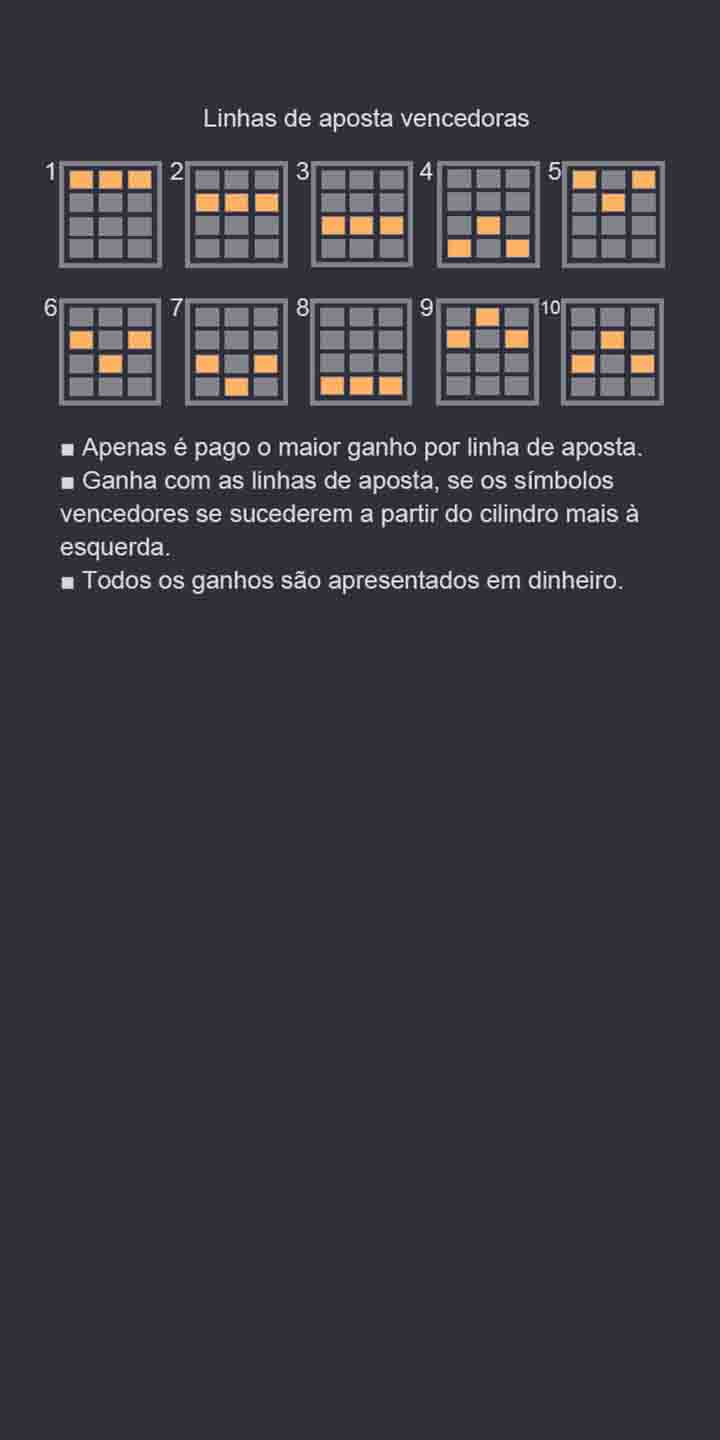 Linhas de aposta vencedoras
1 2 3 4 5
6 7 8 9 10
■ Apenas é pago o maior ganho por linha de aposta.
■ Ganha com as linhas de aposta, se os símbolos
vencedores se sucederem a partir do cilindro mais à
esquerda.
■ Todos os ganhos são apresentados em dinheiro.